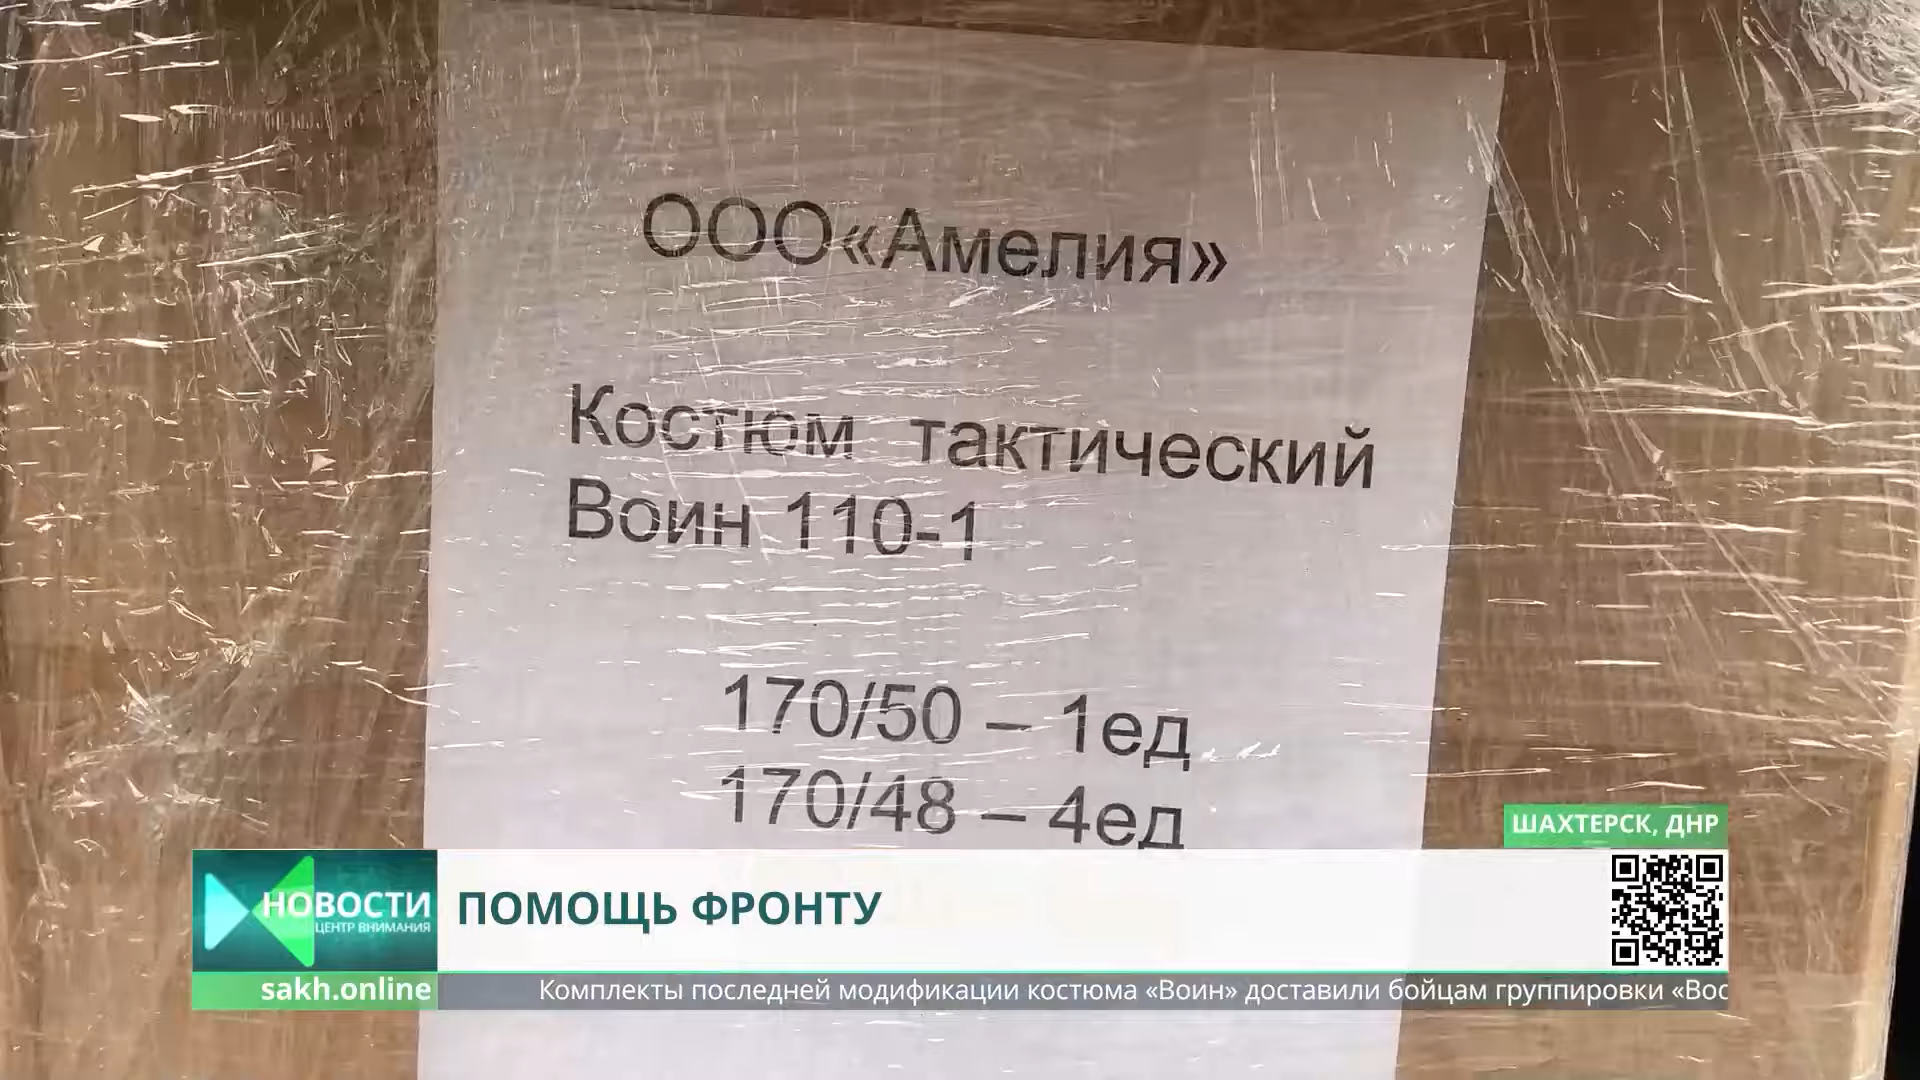 ООО«Амелия»
Костюм тактический
Воин 110-1
170/50 – 1ед
170/48 – 4ед
ШАХТЕРСК, ДНР
НОВОСТИ
ЦЕНТР ВНИМАНИЯ
ПОМОЩЬ ФРОНТУ
sakh.online
Комплекты последней модификации костюма «Воин» доставили бойцам группировки «Вос